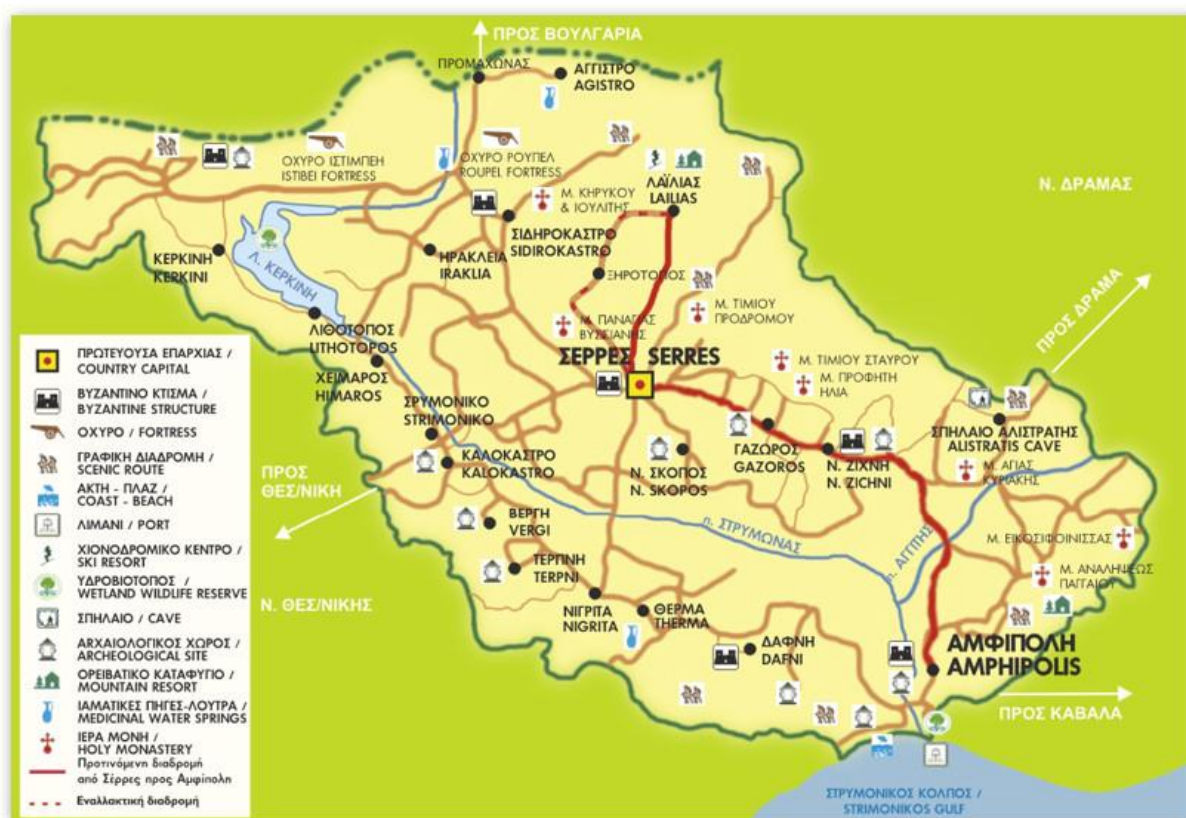 ΠΡΟΣ ΒΟΥΛΓΑΡΙΑ
ΠΡΟΜΑΧΩΝΑΣ
ΑΓΓΙΣΤΡΟ
AGISTRO
ΟΧΥΡΟ ΙΣΤΙΜΠΕΗ
ISTIBEI FORTRESS
ΟΧΥΡΟ ΡΟΥΠΕΛ
ROUPEL FORTRESS
Μ. ΚΗΡΥΚΟΥ
& ΙΟΥΛΙΤΗΣ
ΛΑΪΛΙΑΣ
LAILIAS
Ν. ΔΡΑΜΑΣ
ΣΙΔΗΡΟΚΑΣΤΡΟ
SIDIROKASTRO
ΚΕΡΚΙΝΗ
KERKINI
Λ. ΚΕΡΚΙΝΗ
ΗΡΑΚΛΕΙΑ
IRAKLIA
ΞΗΡΟΤΟΠΟΣ
ΠΡΟΣ ΔΡΑΜΑ
Μ. ΤΙΜΙΟΥ
ΠΡΟΔΡΟΜΟΥ
Μ. ΠΑΝΑΓΙΑΣ
ΒΥΣΣΙΑΝΗΣ
ΛΙΘΟΤΟΠΟΣ
LITHOTOPOS
ΣΕΡΡΕΣ SERRES
Μ. ΤΙΜΙΟΥ ΣΤΑΥΡΟΥ
Μ. ΠΡΟΦΗΤΗ
ΗΛΙΑ
ΧΕΙΜΑΡΟΣ
HIMAROS
ΣΡΥΜΟΝΙΚΟ
STRIMONIKO
ΣΠΗΛΑΙΟ ΑΛΙΣΤΡΑΤΗΣ
ALISTRATIS CAVE
ΓΑΖΩΡΟΣ
GAZOROS
Ν. ΖΙΧΝΗ
N. ZICHNI
Μ. ΑΓΙΑΣ
ΚΥΡΙΑΚΗΣ
ΚΑΛΟΚΑΣΤΡΟ
KALOKASTRO
Ν. ΣΚΟΠΟΣ
N. SKOPOS
ΠΡΟΣ
ΘΕΣ/ΝΙΚΗ
ΒΕΡΓΗ
VERGI
π. ΣΤΡΥΜΩΝΑΣ
π. ΑΓΓΙΤΗΣ
Μ. ΕΙΚΟΣΙΦΟΙΝΙΣΣΑΣ
ΤΕΡΠΝΗ
TERPNI
Μ. ΑΝΑΛΗΨΕΩΣ
ΠΑΓΓΑΙΟΥ
Ν. ΘΕΣ/ΝΙΚΗΣ
ΝΙΓΡΙΤΑ
NIGRITA
ΘΕΡΜΑ
THERMA
ΔΑΦΝΗ
DAFNI
ΑΜΦΙΠΟΛΗ
AMPHIPOLIS
ΠΡΟΣ ΚΑΒΑΛΑ
ΣΤΡΥΜΟΝΙΚΟΣ ΚΟΛΠΟΣ /
STRIMONIKOS GULF
ΠΡΩΤΕΥΟΥΣΑ ΕΠΑΡΧΙΑΣ /
COUNTRY CAPITAL
ΒΥΖΑΝΤΙΝΟ ΚΤΙΣΜΑ /
BYZANTINE STRUCTURE
ΟΧΥΡΟ / FORTRESS
ΓΡΑΦΙΚΗ ΔΙΑΔΡΟΜΗ /
SCENIC ROUTE
ΑΚΤΗ - ΠΛΑΖ /
COAST - BEACH
ΛΙΜΑΝΙ / PORT
ΧΙΟΝΟΔΡΟΜΙΚΟ ΚΕΝΤΡΟ /
SKI RESORT
ΥΔΡΟΒΙΟΤΟΠΟΣ /
WETLAND WILDLIFE RESERVE
ΣΠΗΛΑΙΟ / CAVE
ΑRΧΑΙΟΛΟΓΙΚΟΣ ΧΩΡΟΣ /
ARCHEOLOGICAL SITE
ΟΡΕΙΒΑΤΙΚΟ ΚΑΤΑΦΥΓΙΟ /
MOUNTAIN RESORT
ΙΑΜΑΤΙΚΕΣ ΠΗΓΕΣ-ΛΟΥΤΡΑ /
MEDICINAL WATER SPRINGS
ΙΕΡΑ ΜΟΝΗ /
HOLY MONASTERY
Προτινόμενη διαδρομή
από Σέρρες προς Αμφίπολη
Εναλλακτική διαδρομή